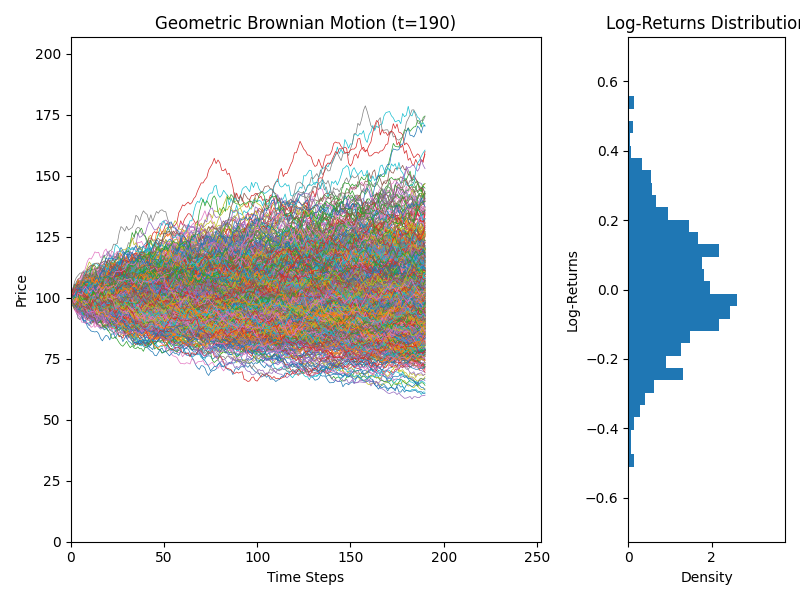 Geometric Brownian Motion (t=190)
Price
200
175
150
125
100
75
50
25
0
0 50 100 150 200 250
Time Steps
Log-Returns Distribution
Log-Returns
0.6
0.4
0.2
0.0
−0.2
−0.4
−0.6
0 2
Density